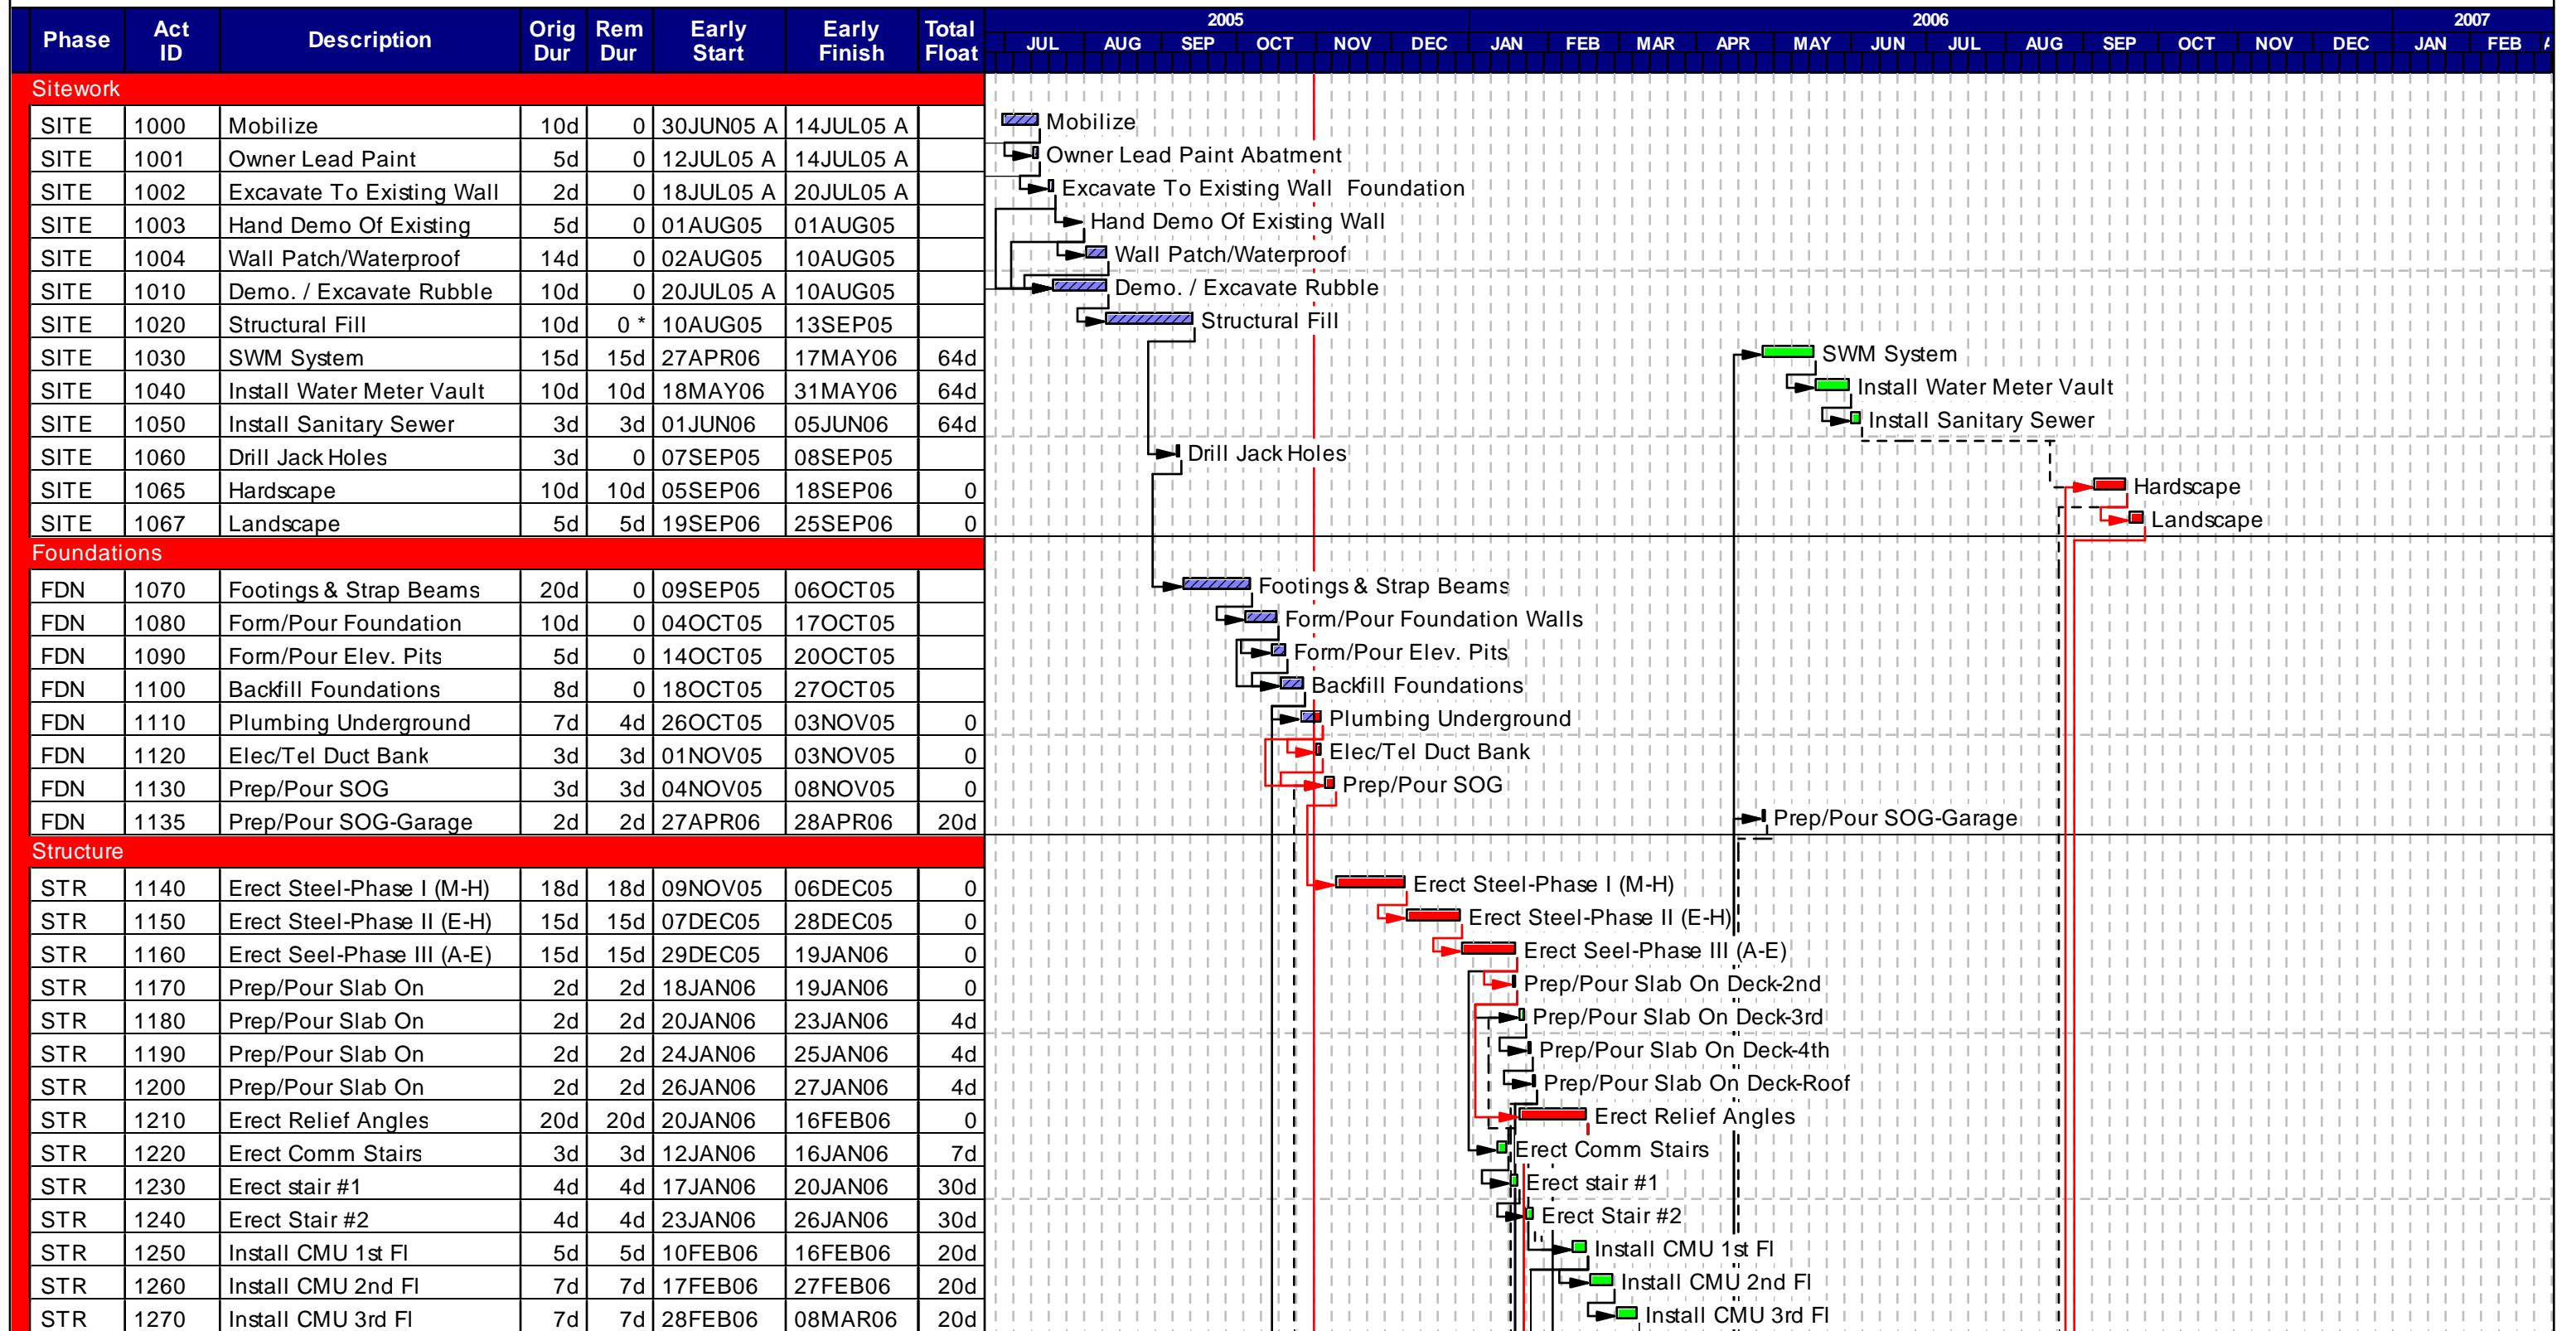 2005 2006 2007
Phase Act ID Description Orig Dur Rem Dur Early Start Early Finish Total Float JUL AUG SEP OCT NOV DEC JAN FEB MAR APR MAY JUN JUL AUG SEP OCT NOV DEC JAN FEB
Sitework
SITE 1000 Mobilize 10d 0 30JUN05 A 14JUL05 A Mobilize
SITE 1001 Owner Lead Paint 5d 0 12JUL05 A 14JUL05 A Owner Lead Paint Abatment
SITE 1002 Excavate To Existing Wall 2d 0 18JUL05 A 20JUL05 A Excavate To Existing Wall Foundation
SITE 1003 Hand Demo Of Existing 5d 0 01AUG05 01AUG05 Hand Demo Of Existing Wall
SITE 1004 Wall Patch/Waterproof 14d 0 02AUG05 10AUG05 Wall Patch/Waterproof
SITE 1010 Demo. / Excavate Rubble 10d 0 20JUL05 A 10AUG05 Demo. / Excavate Rubble
SITE 1020 Structural Fill 10d 0 * 10AUG05 13SEP05 Structural Fill
SITE 1030 SWM System 15d 15d 27APR06 17MAY06 64d SWM System
SITE 1040 Install Water Meter Vault 10d 10d 18MAY06 31MAY06 64d Install Water Meter Vault
SITE 1050 Install Sanitary Sewer 3d 3d 01JUN06 05JUN06 64d Install Sanitary Sewer
SITE 1060 Drill Jack Holes 3d 0 07SEP05 08SEP05 Drill Jack Holes
SITE 1065 Hardscape 10d 10d 05SEP06 18SEP06 0 Hardscape
SITE 1067 Landscape 5d 5d 19SEP06 25SEP06 0 Landscape
Foundations
FDN 1070 Footings & Strap Beams 20d 0 09SEP05 06OCT05 Footings & Strap Beams
FDN 1080 Form/Pour Foundation 10d 0 04OCT05 17OCT05 Form/Pour Foundation Walls
FDN 1090 Form/Pour Elev. Pits 5d 0 14OCT05 20OCT05 Form/Pour Elev. Pits
FDN 1100 Backfill Foundations 8d 0 18OCT05 27OCT05 Backfill Foundations
FDN 1110 Plumbing Underground 7d 4d 26OCT05 03NOV05 0 Plumbing Underground
FDN 1120 Elec/Tel Duct Bank 3d 3d 01NOV05 03NOV05 0 Elec/Tel Duct Bank
FDN 1130 Prep/Pour SOG 3d 3d 04NOV05 08NOV05 0 Prep/Pour SOG
FDN 1135 Prep/Pour SOG-Garage 2d 2d 27APR06 28APR06 20d Prep/Pour SOG-Garage
Structure
STR 1140 Erect Steel-Phase I (M-H) 18d 18d 09NOV05 06DEC05 0 Erect Steel-Phase I (M-H)
STR 1150 Erect Steel-Phase II (E-H) 15d 15d 07DEC05 28DEC05 0 Erect Steel-Phase II (E-H)
STR 1160 Erect Seel-Phase III (A-E) 15d 15d 29DEC05 19JAN06 0 Erect Seel-Phase III (A-E)
STR 1170 Prep/Pour Slab On 2d 2d 18JAN06 19JAN06 0 Prep/Pour Slab On Deck-2nd
STR 1180 Prep/Pour Slab On 2d 2d 20JAN06 23JAN06 4d Prep/Pour Slab On Deck-3rd
STR 1190 Prep/Pour Slab On 2d 2d 24JAN06 25JAN06 4d Prep/Pour Slab On Deck-4th
STR 1200 Prep/Pour Slab On 2d 2d 26JAN06 27JAN06 4d Prep/Pour Slab On Deck-Roof
STR 1210 Erect Relief Angles 20d 20d 20JAN06 16FEB06 0 Erect Relief Angles
STR 1220 Erect Comm Stairs 3d 3d 12JAN06 16JAN06 7d Erect Comm Stairs
STR 1230 Erect stair #1 4d 4d 17JAN06 20JAN06 30d Erect stair #1
STR 1240 Erect Stair #2 4d 4d 23JAN06 26JAN06 30d Erect Stair #2
STR 1250 Install CMU 1st Fl 5d 5d 10FEB06 16FEB06 20d Install CMU 1st Fl
STR 1260 Install CMU 2nd Fl 7d 7d 17FEB06 27FEB06 20d Install CMU 2nd Fl
STR 1270 Install CMU 3rd Fl 7d 7d 28FEB06 08MAR06 20d Install CMU 3rd Fl